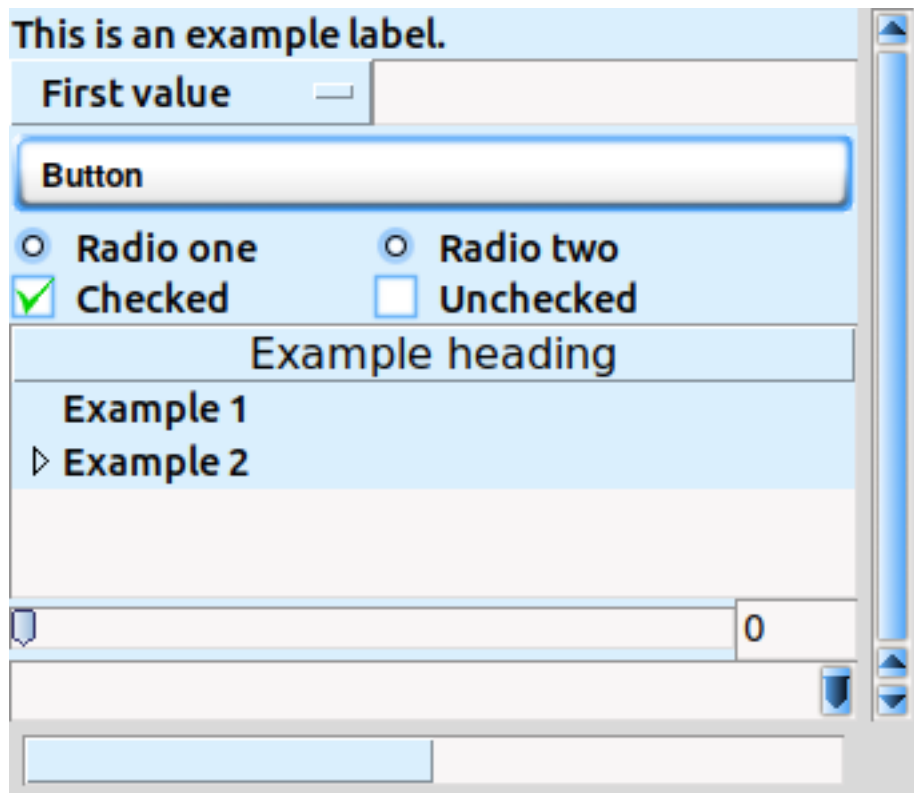 This is an example label.
First value
Button
Radio one Radio two
Checked Unchecked
Example heading
Example 1
Example 2
0